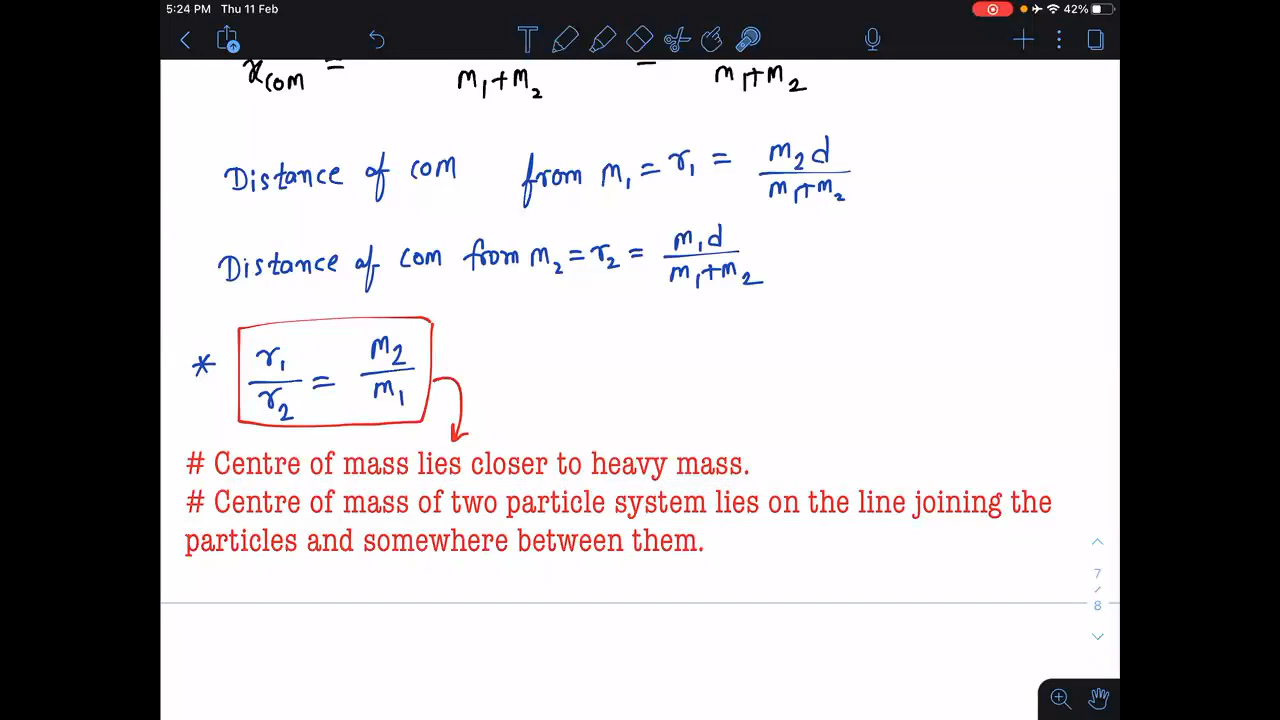 5:24 PM Thu 11 Feb 42%
x_com = m₁+m₂ = m₁+m₂
Distance of com from m₁ = r₁ = m₂d / m₁+m₂
Distance of com from m₂ = r₂ = m₁d / m₁+m₂
* r₁/r₂ = m₂/m₁
# Centre of mass lies closer to heavy mass.
# Centre of mass of two particle system lies on the line joining the
particles and somewhere between them.
7
8